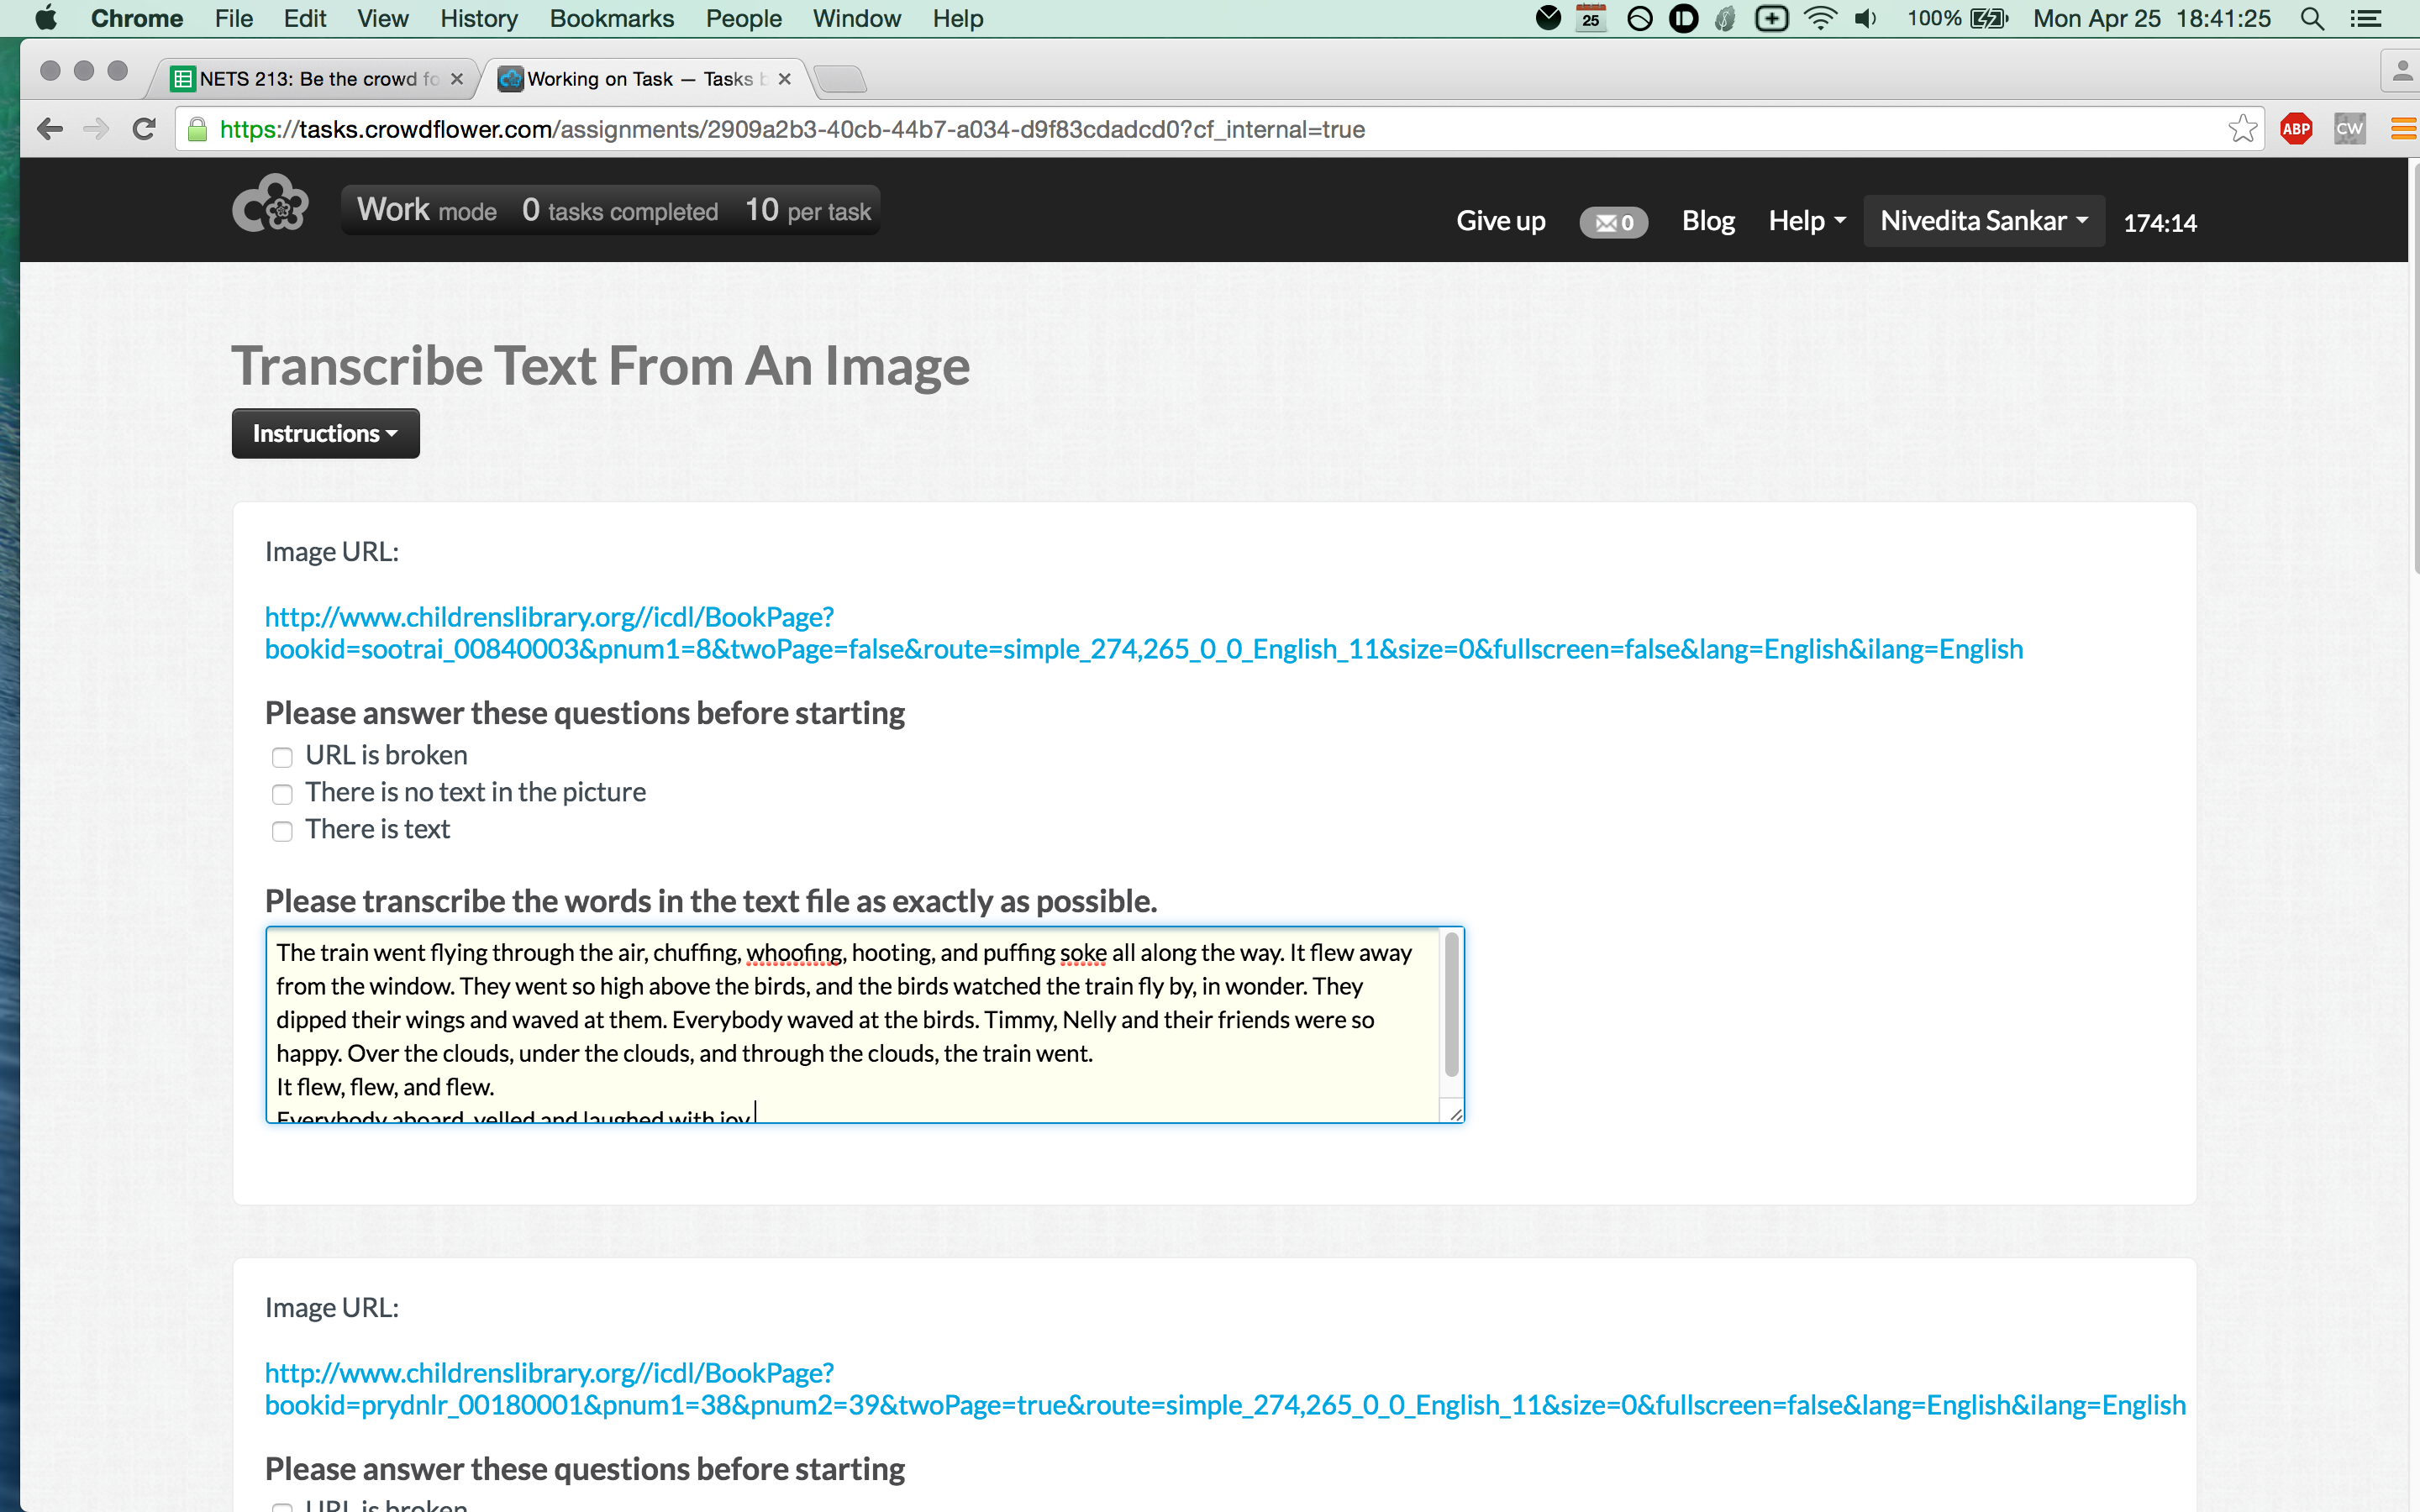 Chrome File Edit View History Bookmarks People Window Help 25 100% Mon Apr 25 18:41:25
NETS 213: Be the crowd fo Working on Task — Tasks b
https://tasks.crowdflower.com/assignments/2909a2b3-40cb-44b7-a034-d9f83cdadcd0?cf_internal=true ABP CW
Work mode 0 tasks completed 10 per task Give up 0 Blog Help Nivedita Sankar 174:14
Transcribe Text From An Image
Instructions
Image URL:
http://www.childrenslibrary.org//icdl/BookPage?
bookid=sootrai_00840003&pnum1=8&twoPage=false&route=simple_274,265_0_0_English_11&size=0&fullscreen=false&lang=English&ilang=English
Please answer these questions before starting
URL is broken
There is no text in the picture
There is text
Please transcribe the words in the text file as exactly as possible.
The train went flying through the air, chuffing, whoofing, hooting, and puffing soke all along the way. It flew away
from the window. They went so high above the birds, and the birds watched the train fly by, in wonder. They
dipped their wings and waved at them. Everybody waved at the birds. Timmy, Nelly and their friends were so
happy. Over the clouds, under the clouds, and through the clouds, the train went.
It flew, flew, and flew.
Everybody aboard, yelled and laughed with joy.
Image URL:
http://www.childrenslibrary.org//icdl/BookPage?
bookid=prydnlr_00180001&pnum1=38&pnum2=39&twoPage=true&route=simple_274,265_0_0_English_11&size=0&fullscreen=false&lang=English&ilang=English
Please answer these questions before starting
URL is broken